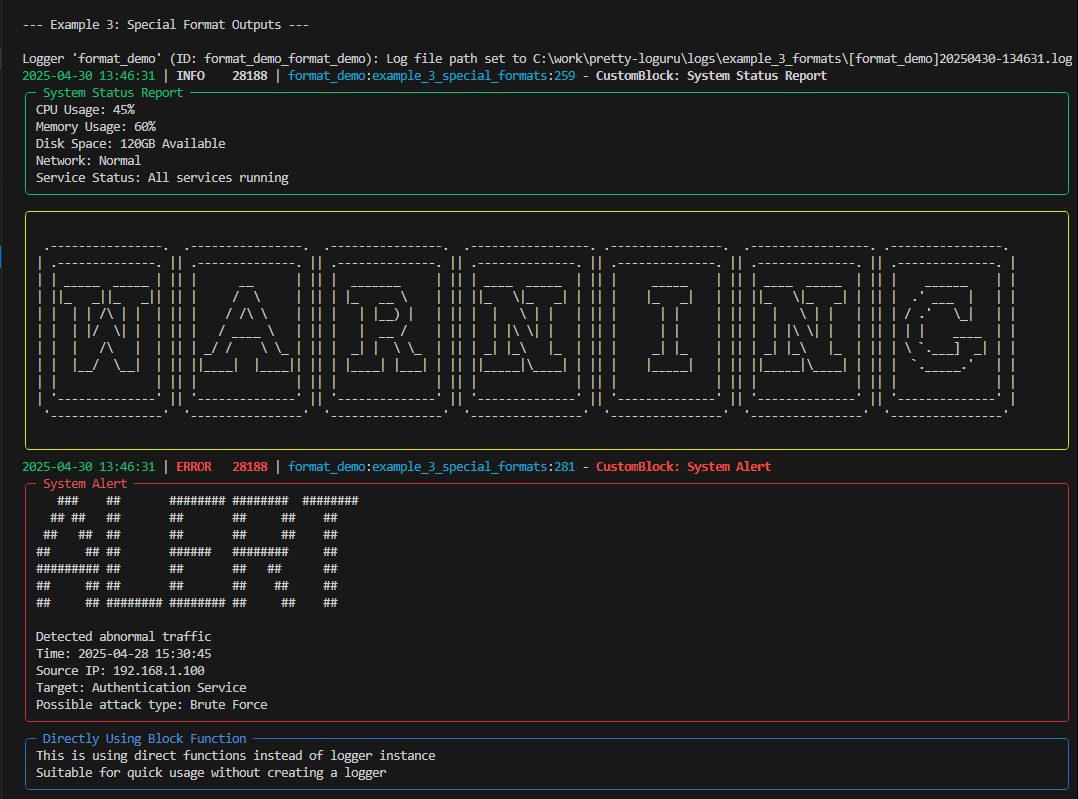 --- Example 3: Special Format Outputs ---
Logger 'format_demo' (ID: format_demo_format_demo): Log file path set to C:\work\pretty-loguru\logs\example_3_formats\[format_demo]20250430-134631.log
2025-04-30 13:46:31 | INFO    28188 | format_demo:example_3_special_formats:259 - CustomBlock: System Status Report
System Status Report
CPU Usage: 45%
Memory Usage: 60%
Disk Space: 120GB Available
Network: Normal
Service Status: All services running
WARNING
2025-04-30 13:46:31 | ERROR   28188 | format_demo:example_3_special_formats:281 - CustomBlock: System Alert
System Alert
ALERT
Detected abnormal traffic
Time: 2025-04-28 15:30:45
Source IP: 192.168.1.100
Target: Authentication Service
Possible attack type: Brute Force
Directly Using Block Function
This is using direct functions instead of logger instance
Suitable for quick usage without creating a logger